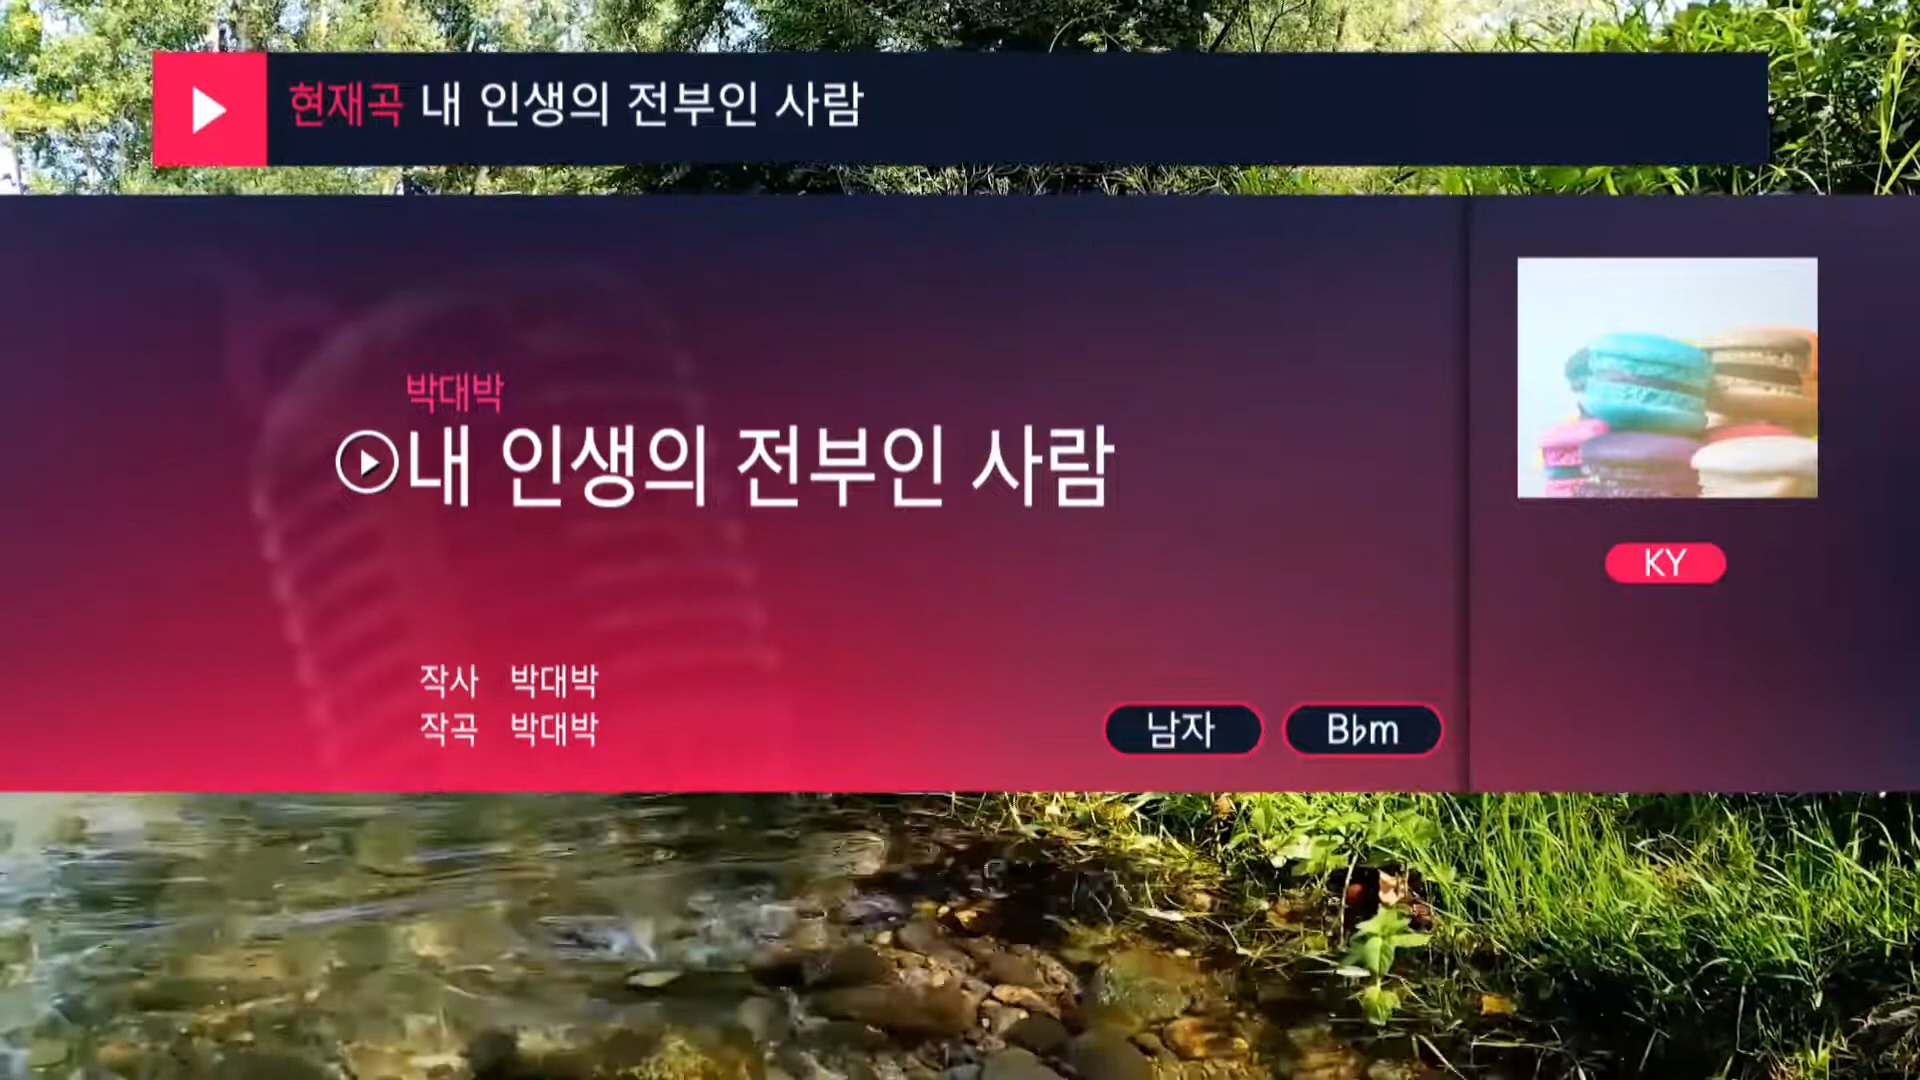 현재곡 내 인생의 전부인 사람
박대박
내 인생의 전부인 사람
KY
작사 박대박
작곡 박대박
남자 B♭m